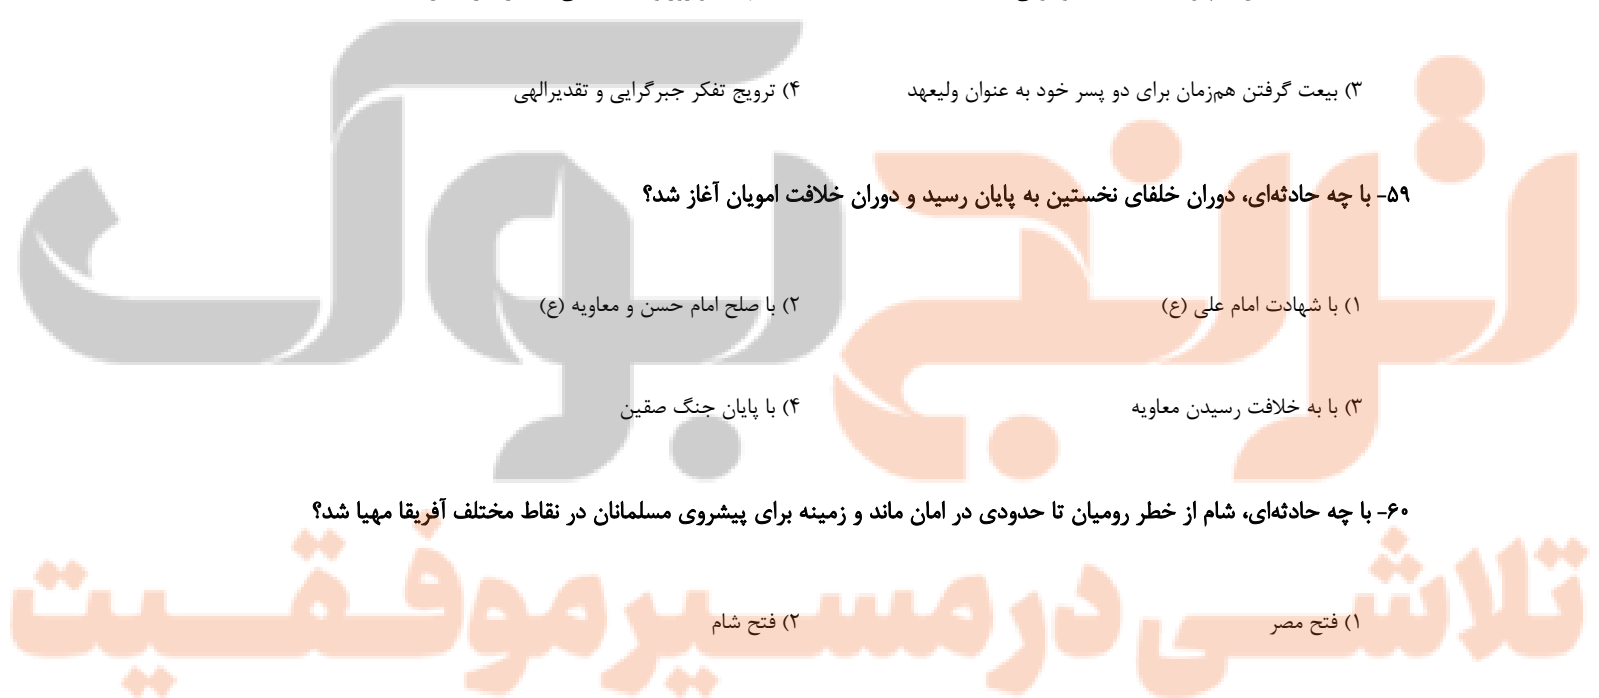 ۳) بیعت گرفتن هم‌زمان برای دو پسر خود به عنوان ولیعهد ۴) ترویج تفکر جبرگرایی و تقدیرالهی
۵۹- با چه حادثه‌ای، دوران خلفای نخستین به پایان رسید و دوران خلافت امویان آغاز شد؟
۱) با شهادت امام علی (ع) ۲) با صلح امام حسن و معاویه (ع)
۳) با به خلافت رسیدن معاویه ۴) با پایان جنگ صقین
۶۰- با چه حادثه‌ای، شام از خطر رومیان تا حدودی در امان ماند و زمینه برای پیشروی مسلمانان در نقاط مختلف آفریقا مهیا شد؟
۱) فتح مصر ۲) فتح شام
ترنج بوک
تلاشی در مسیر موفقیت